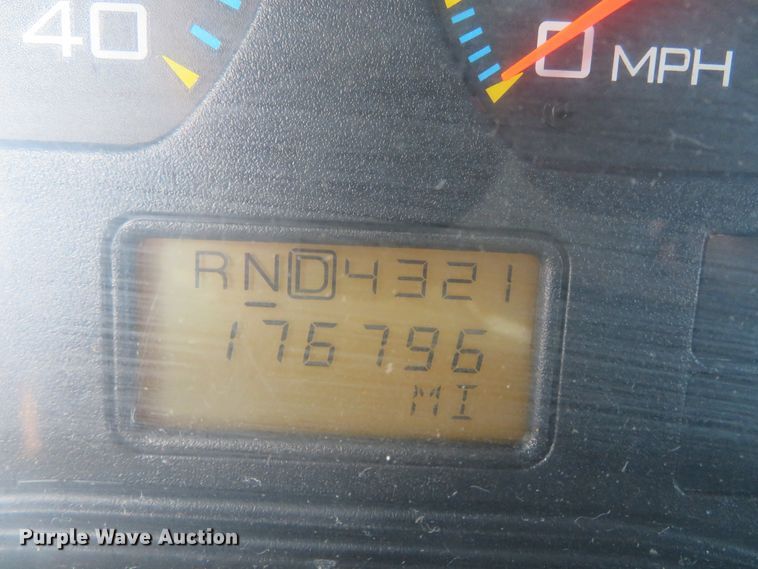 40
0 MPH
RND4321
176796
MI
Purple Wave Auction